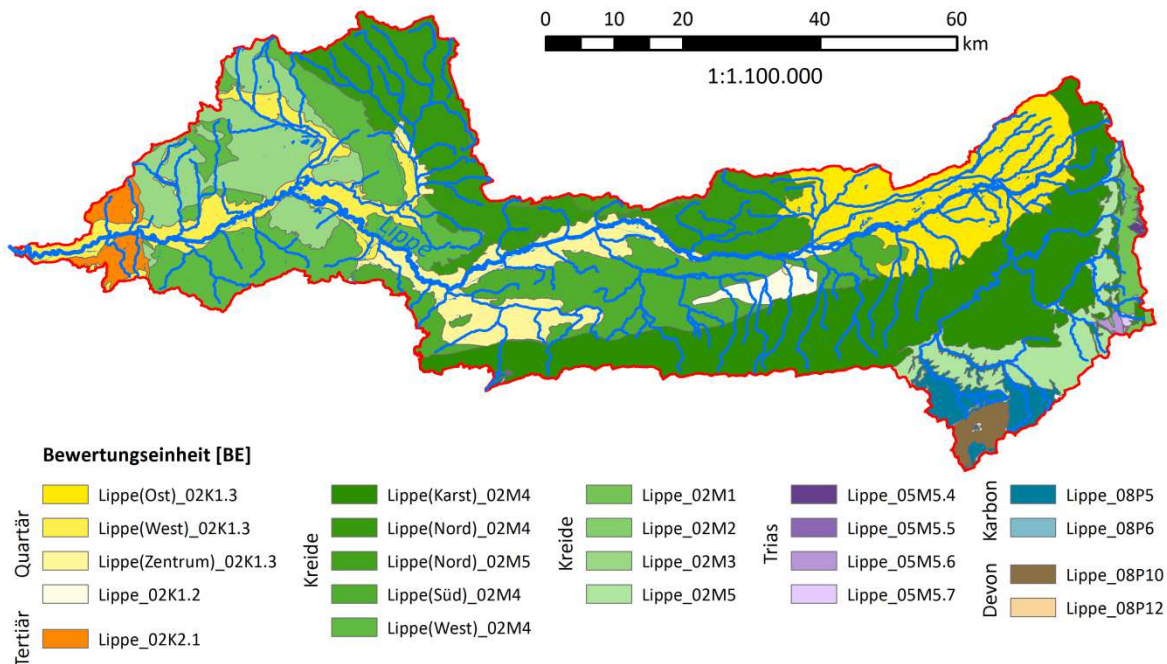 0 10 20 40 60
km
1:1.100.000
Lippe
Bewertungseinheit [BE]
Quartär
Lippe(Ost)_02K1.3
Lippe(West)_02K1.3
Lippe(Zentrum)_02K1.3
Lippe_02K1.2
Tertiär
Lippe_02K2.1
Kreide
Lippe(Karst)_02M4
Lippe(Nord)_02M4
Lippe(Nord)_02M5
Lippe(Süd)_02M4
Lippe(West)_02M4
Kreide
Lippe_02M1
Lippe_02M2
Lippe_02M3
Lippe_02M5
Trias
Lippe_05M5.4
Lippe_05M5.5
Lippe_05M5.6
Lippe_05M5.7
Karbon
Lippe_08P5
Lippe_08P6
Devon
Lippe_08P10
Lippe_08P12